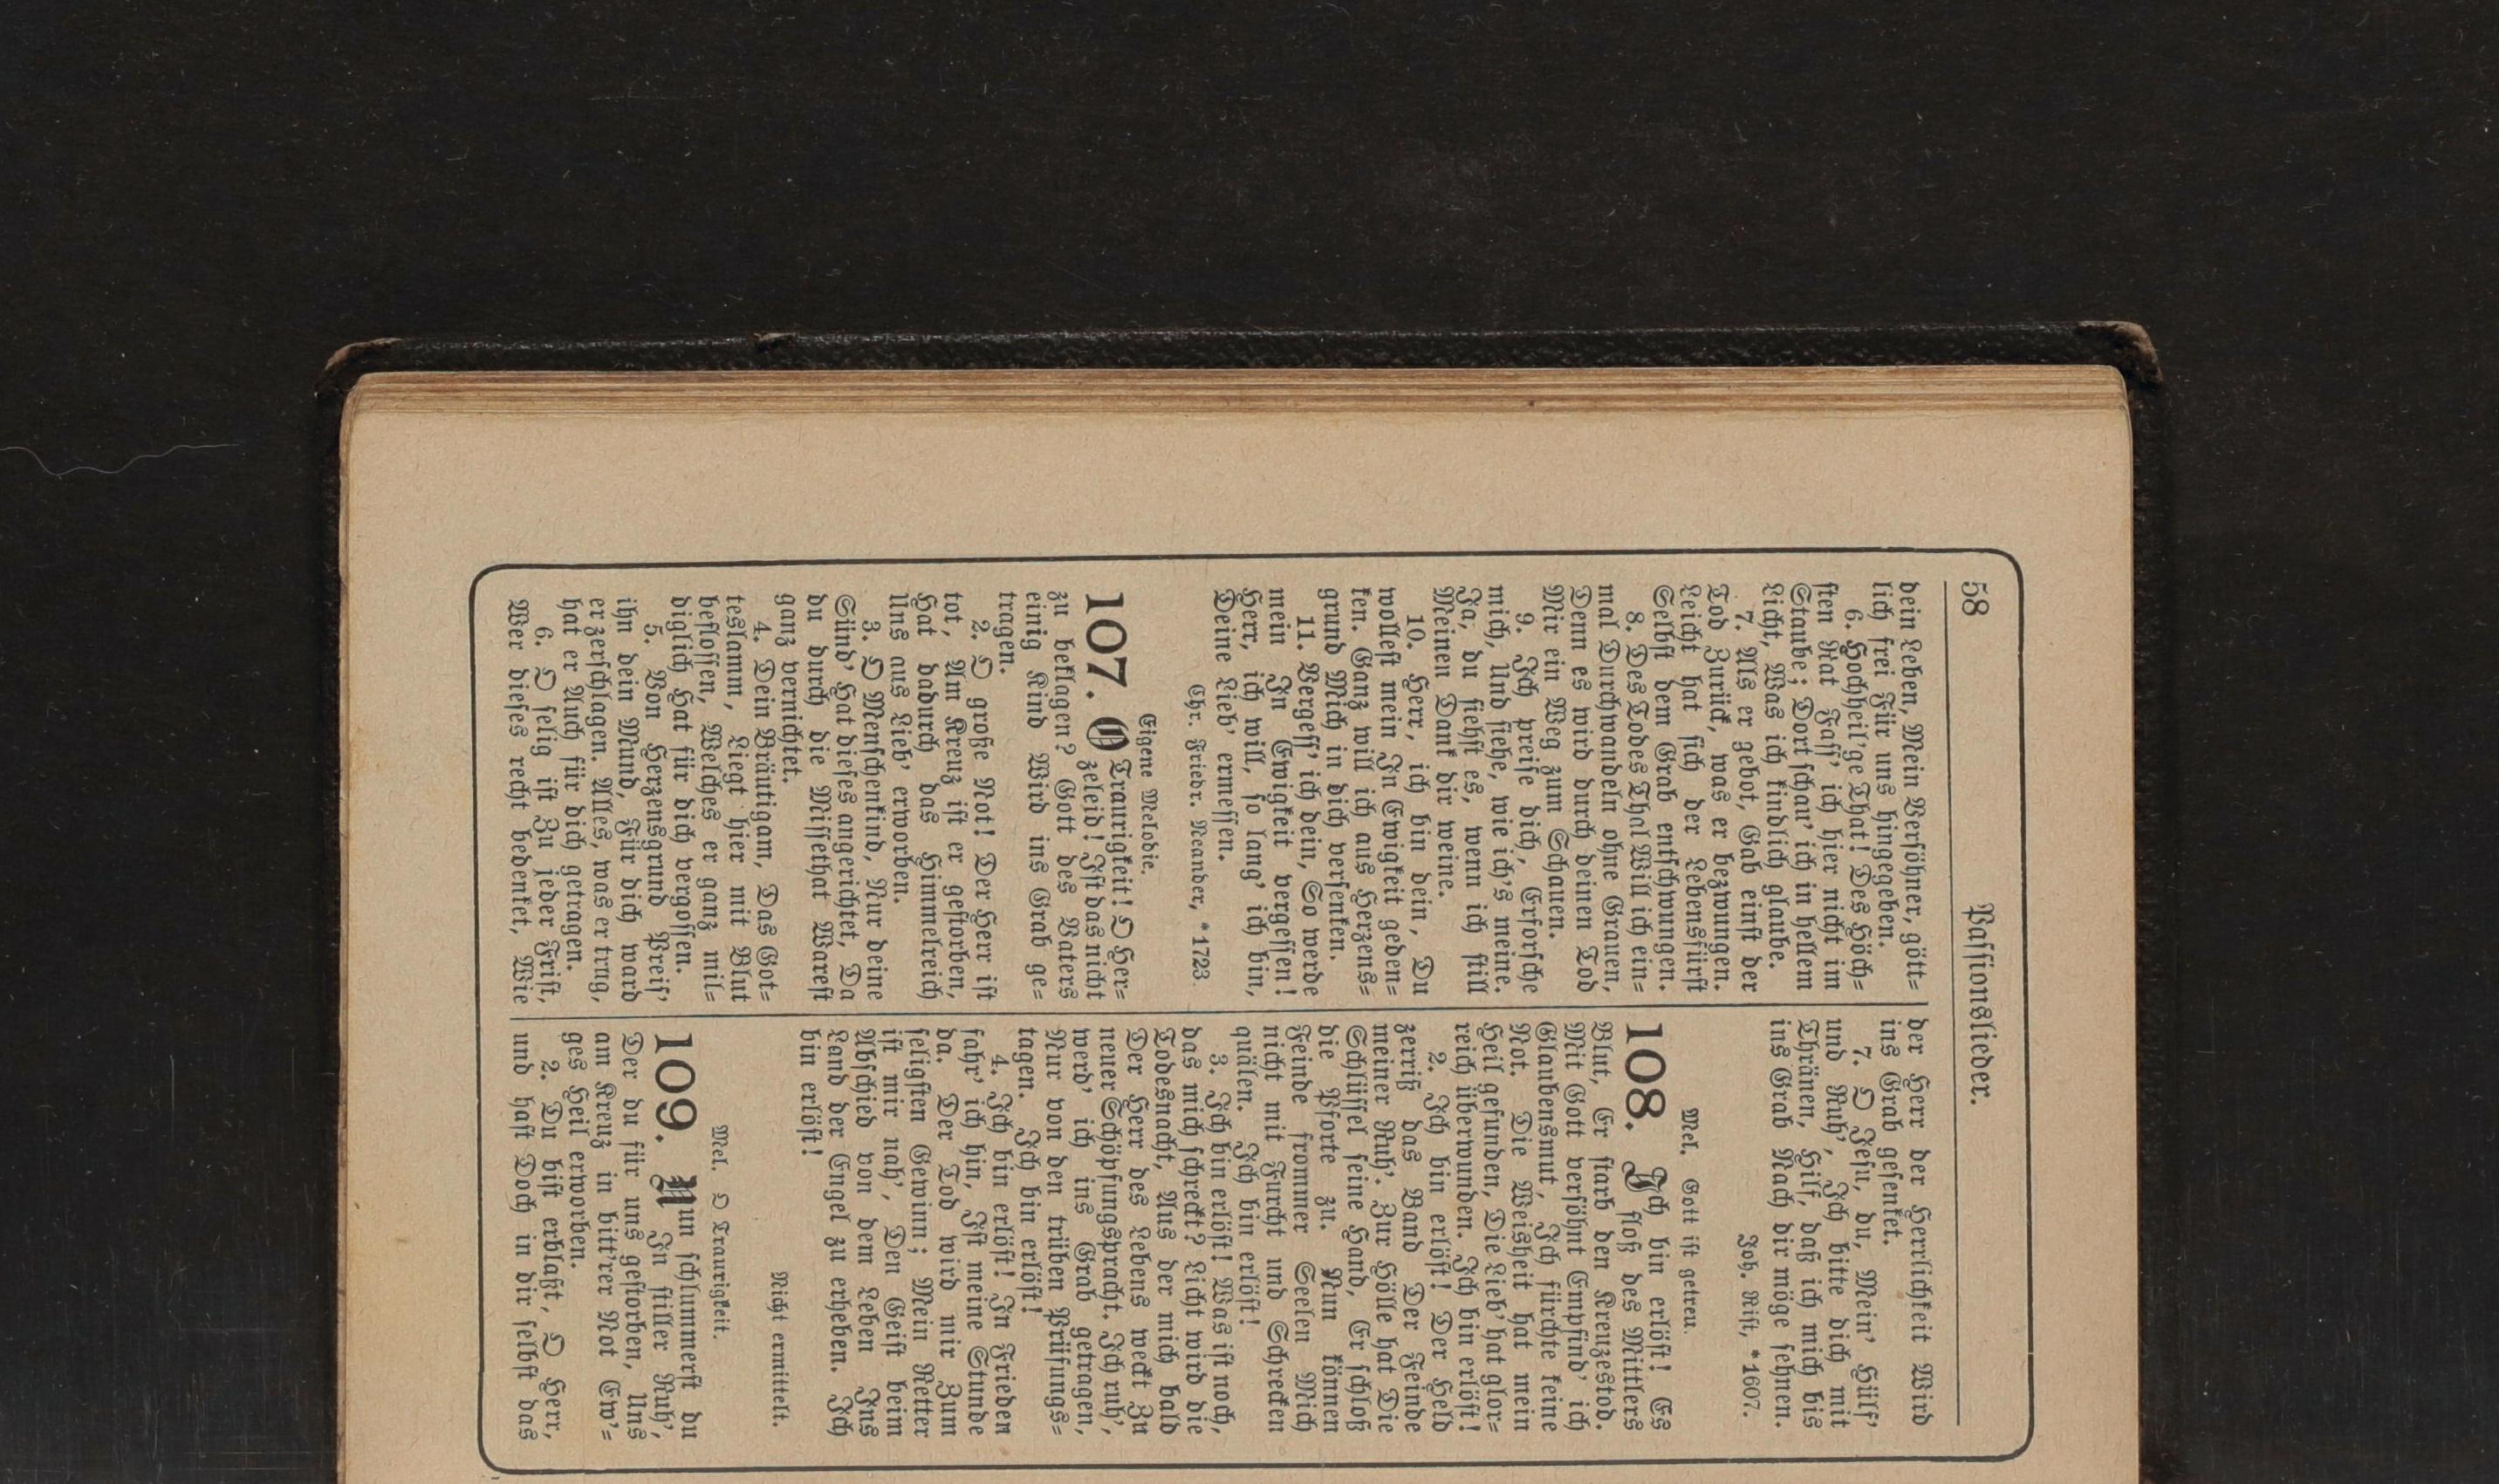 58
Passionslieder.
dein Leben, Mein Versöhner, gött=
lich frei Für uns hingegeben.
6. Hochheil'ge That! Des Höch=
sten Rat Fass' ich hier nicht im
Staube; Dort schau' ich in hellem
Licht, Was ich kindlich glaube.
7. Als er gebot, Gab einst der
Tod Zurück, was er bezwungen.
Leicht hat sich der Lebensfürst
Selbst dem Grab entschwungen.
8. Des Todes Thal Will ich ein=
mal Durchwandeln ohne Grauen,
Denn es wird durch deinen Tod
Mir ein Weg zum Schauen.
9. Ich preise dich, Erforsche
mich, Und siehe, wie ich's meine.
Ja, du siehst es, wenn ich still
Meinen Dank dir weine.
10. Herr, ich bin dein, Du
wollest mein In Ewigkeit geden=
ken. Ganz will ich aus Herzens=
grund Mich in dich versenken.
11. Vergess' ich dein, So werde
mein In Ewigkeit vergessen!
Herr, ich will, so lang' ich bin,
Deine Lieb' ermessen.
Chr. Friedr. Neander, *1723.
Eigene Melodie.
107. O Traurigkeit! O Her=
zeleid! Ist das nicht
zu beklagen? Gott des Vaters
einig Kind Wird ins Grab ge=
tragen.
2. O große Not! Der Herr ist
tot, Am Kreuz ist er gestorben,
Hat dadurch das Himmelreich
Uns aus Lieb' erworben.
3. O Menschenkind, Nur deine
Sünd' Hat dieses angerichtet, Da
du durch die Missethat Warest
ganz vernichtet.
4. Dein Bräutigam, Das Got=
teslamm, Liegt hier mit Blut
beflossen, Welches er ganz mil=
diglich Hat für dich vergossen.
5. Von Herzensgrund Preis'
ihn dein Mund, Für dich ward
er zerschlagen. Alles, was er trug,
hat er Auch für dich getragen.
6. O selig ist Zu jeder Frist,
Wer dieses recht bedenket, Wie
der Herr der Herrlichkeit Wird
ins Grab gesenket.
7. O Jesu, du, Mein' Hülf'
und Ruh', Ich bitte dich mit
Thränen, Hilf, daß ich mich bis
ins Grab Nach dir möge sehnen.
Joh. Rist, *1607.
Mel. Gott ist getreu.
108. Ich bin erlöst! Es
floß des Mittlers
Blut, Er starb den Kreuzestod.
Mit Gott versöhnt Empfind' ich
Glaubensmut, Ich fürchte keine
Not. Die Weisheit hat mein
Heil gefunden, Die Lieb' hat glor=
reich überwunden. Ich bin erlöst!
2. Ich bin erlöst! Der Held
zerriß das Band Der Feinde
meiner Ruh'. Zur Hölle hat Die
Schlüssel seine Hand, Er schloß
die Pforte zu. Nun können
Feinde frommer Seelen Mich
nicht mit Furcht und Schrecken
quälen. Ich bin erlöst!
3. Ich bin erlöst! Was ist noch,
das mich schreckt? Licht wird die
Todesnacht, Aus der mich bald
Der Herr des Lebens weckt Zu
neuer Schöpfungspracht. Ich ruh',
werd' ich ins Grab getragen,
Nur von den trüben Prüfungs=
tagen. Ich bin erlöst!
4. Ich bin erlöst! In Frieden
fahr' ich hin, Ist meine Stunde
da. Der Tod wird mir Zum
seligsten Gewinn; Mein Retter
ist mir nah', Den Geist beim
Abschied von dem Leben Ins
Land der Engel zu erheben. Ich
bin erlöst!
Nicht ermittelt.
Mel. O Traurigkeit.
109. Nun schlummerst du
In stiller Ruh',
Der du für uns gestorben, Uns
am Kreuz in bitt'rer Not Ew'=
ges Heil erworben.
2. Du bist erblaßt, O Herr,
und hast Doch in dir selbst das